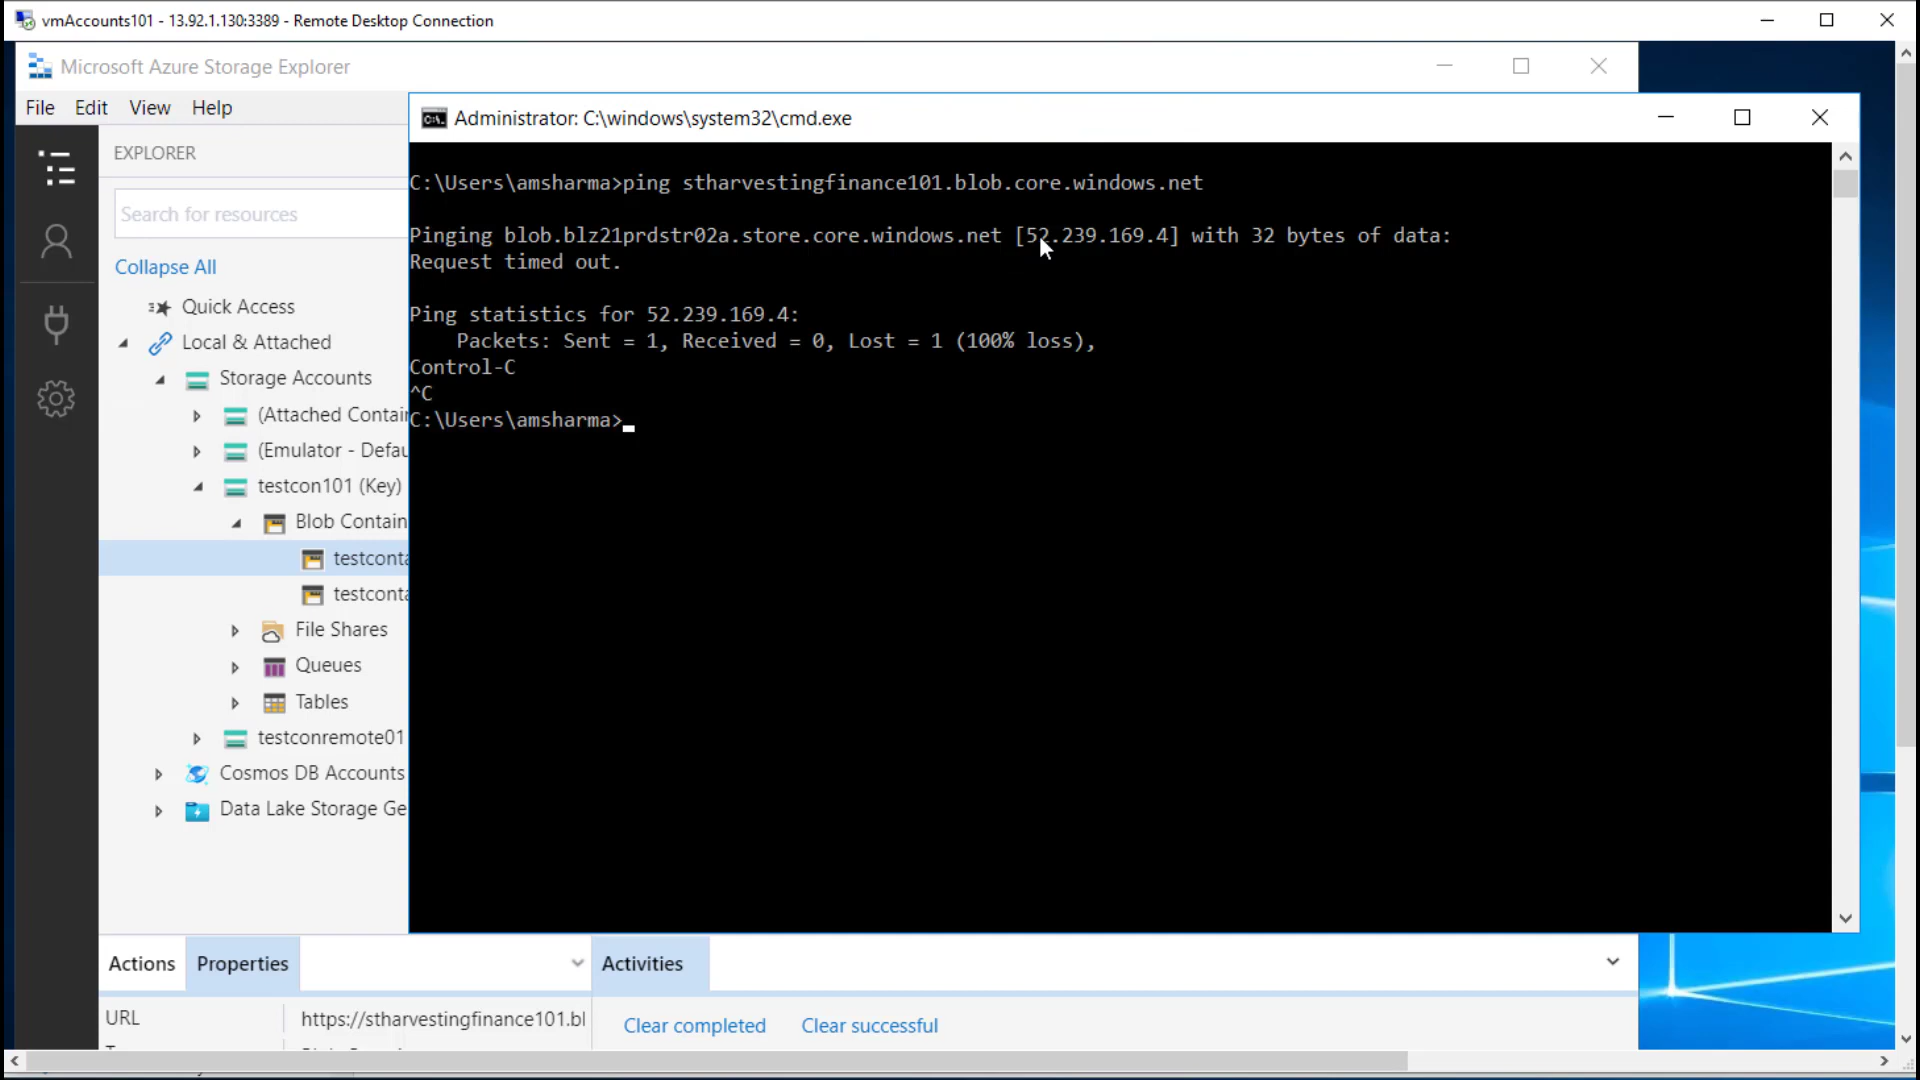 vmAccounts101 - 13.92.1.130:3389 - Remote Desktop Connection
Microsoft Azure Storage Explorer
File Edit View Help
Administrator: C:\windows\system32\cmd.exe
EXPLORER
Search for resources
Collapse All
Quick Access
Local & Attached
Storage Accounts
(Attached Contai
(Emulator - Defau
testcon101 (Key)
Blob Contain
testconta
testconta
File Shares
Queues
Tables
testconremote01
Cosmos DB Accounts
Data Lake Storage Ge
C:\Users\amsharma>ping stharvestingfinance101.blob.core.windows.net
Pinging blob.blz21prdstr02a.store.core.windows.net [52.239.169.4] with 32 bytes of data:
Request timed out.
Ping statistics for 52.239.169.4:
Packets: Sent = 1, Received = 0, Lost = 1 (100% loss),
Control-C
^C
C:\Users\amsharma>
Actions Properties
Activities
URL https://stharvestingfinance101.bl
Clear completed Clear successful